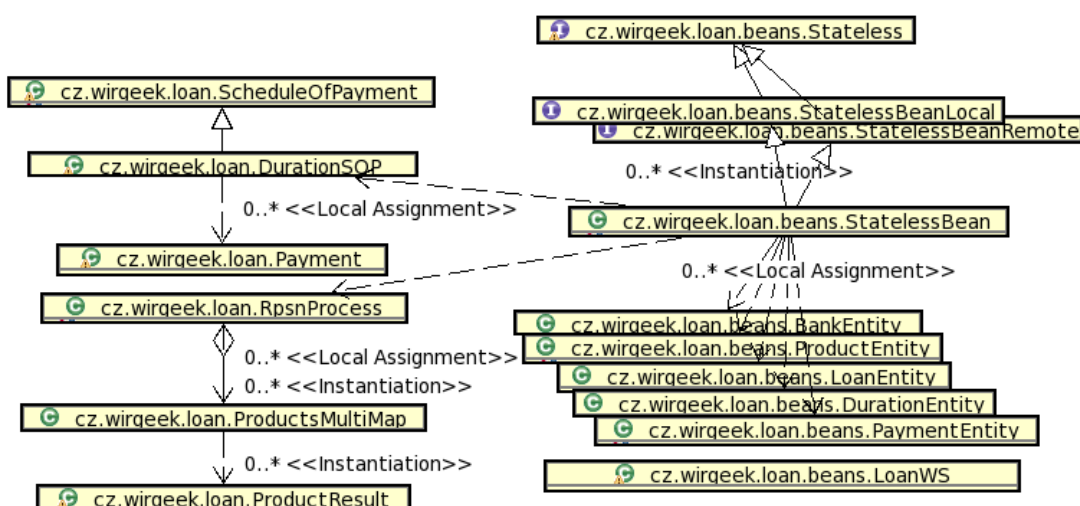 cz.wirgeek.loan.beans.Stateless
cz.wirgeek.loan.ScheduleOfPayment
cz.wirgeek.loan.beans.StatelessBeanLocal
cz.wirgeek.loan.beans.StatelessBeanRemote
cz.wirgeek.loan.DurationSOP
0..* <<Instantiation>>
0..* <<Local Assignment>>
cz.wirgeek.loan.beans.StatelessBean
cz.wirgeek.loan.Payment
0..* <<Local Assignment>>
cz.wirgeek.loan.RpsnProcess
cz.wirgeek.loan.beans.BankEntity
cz.wirgeek.loan.beans.ProductEntity
0..* <<Local Assignment>>
cz.wirgeek.loan.beans.LoanEntity
0..* <<Instantiation>>
cz.wirgeek.loan.beans.DurationEntity
cz.wirgeek.loan.ProductsMultiMap
cz.wirgeek.loan.beans.PaymentEntity
0..* <<Instantiation>>
cz.wirgeek.loan.beans.LoanWS
cz.wirgeek.loan.ProductResult